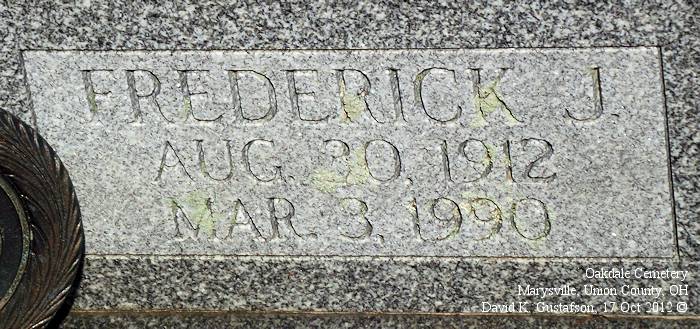 FREDERICK J.
AUG. 30, 1912
MAR. 3, 1990
Oakdale Cemetery
Marysville, Union County, OH
David K. Gustafson, 17 Oct 2012 ©